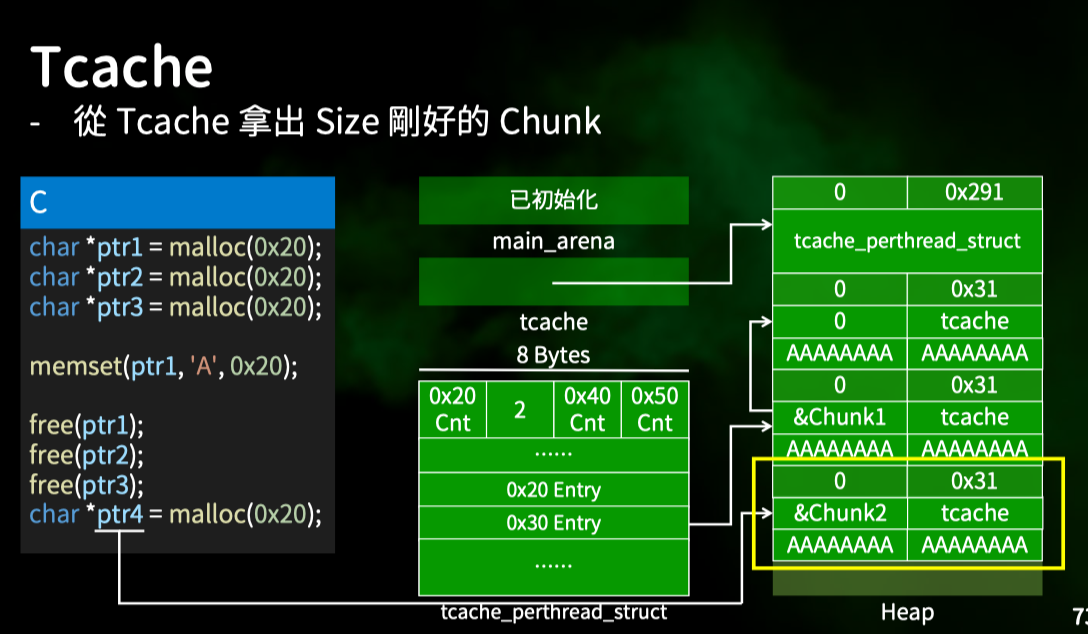 Tcache
- 從 Tcache 拿出 Size 剛好的 Chunk
C
char *ptr1 = malloc(0x20);
char *ptr2 = malloc(0x20);
char *ptr3 = malloc(0x20);
memset(ptr1, 'A', 0x20);
free(ptr1);
free(ptr2);
free(ptr3);
char *ptr4 = malloc(0x20);
已初始化
main_arena
tcache
8 Bytes
0x20 Cnt
2
0x40 Cnt
0x50 Cnt
......
0x20 Entry
0x30 Entry
......
tcache_perthread_struct
0 0x291
tcache_perthread_struct
0 0x31
0 tcache
AAAAAAAA AAAAAAAA
0 0x31
&Chunk1 tcache
AAAAAAAA AAAAAAAA
0 0x31
&Chunk2 tcache
AAAAAAAA AAAAAAAA
Heap